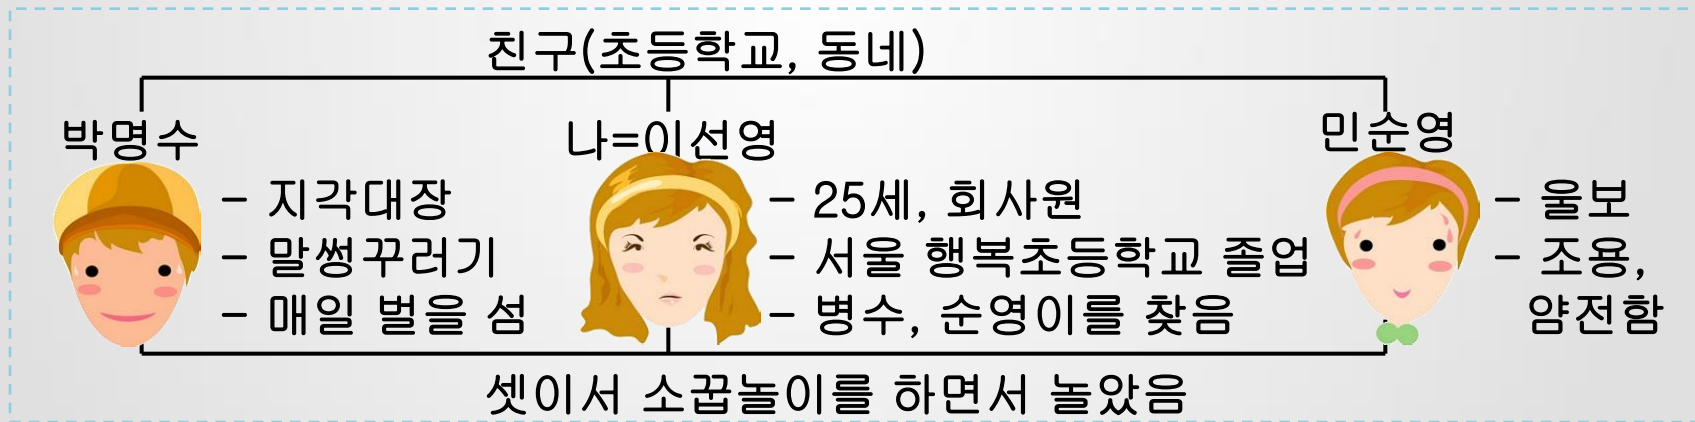 친구(초등학교, 동네)
박명수
나=이선영
민순영
– 지각대장
– 말썽꾸러기
– 매일 벌을 섬
– 25세, 회사원
– 서울 행복초등학교 졸업
– 병수, 순영이를 찾음
– 울보
– 조용,
얌전함
셋이서 소꿉놀이를 하면서 놀았음